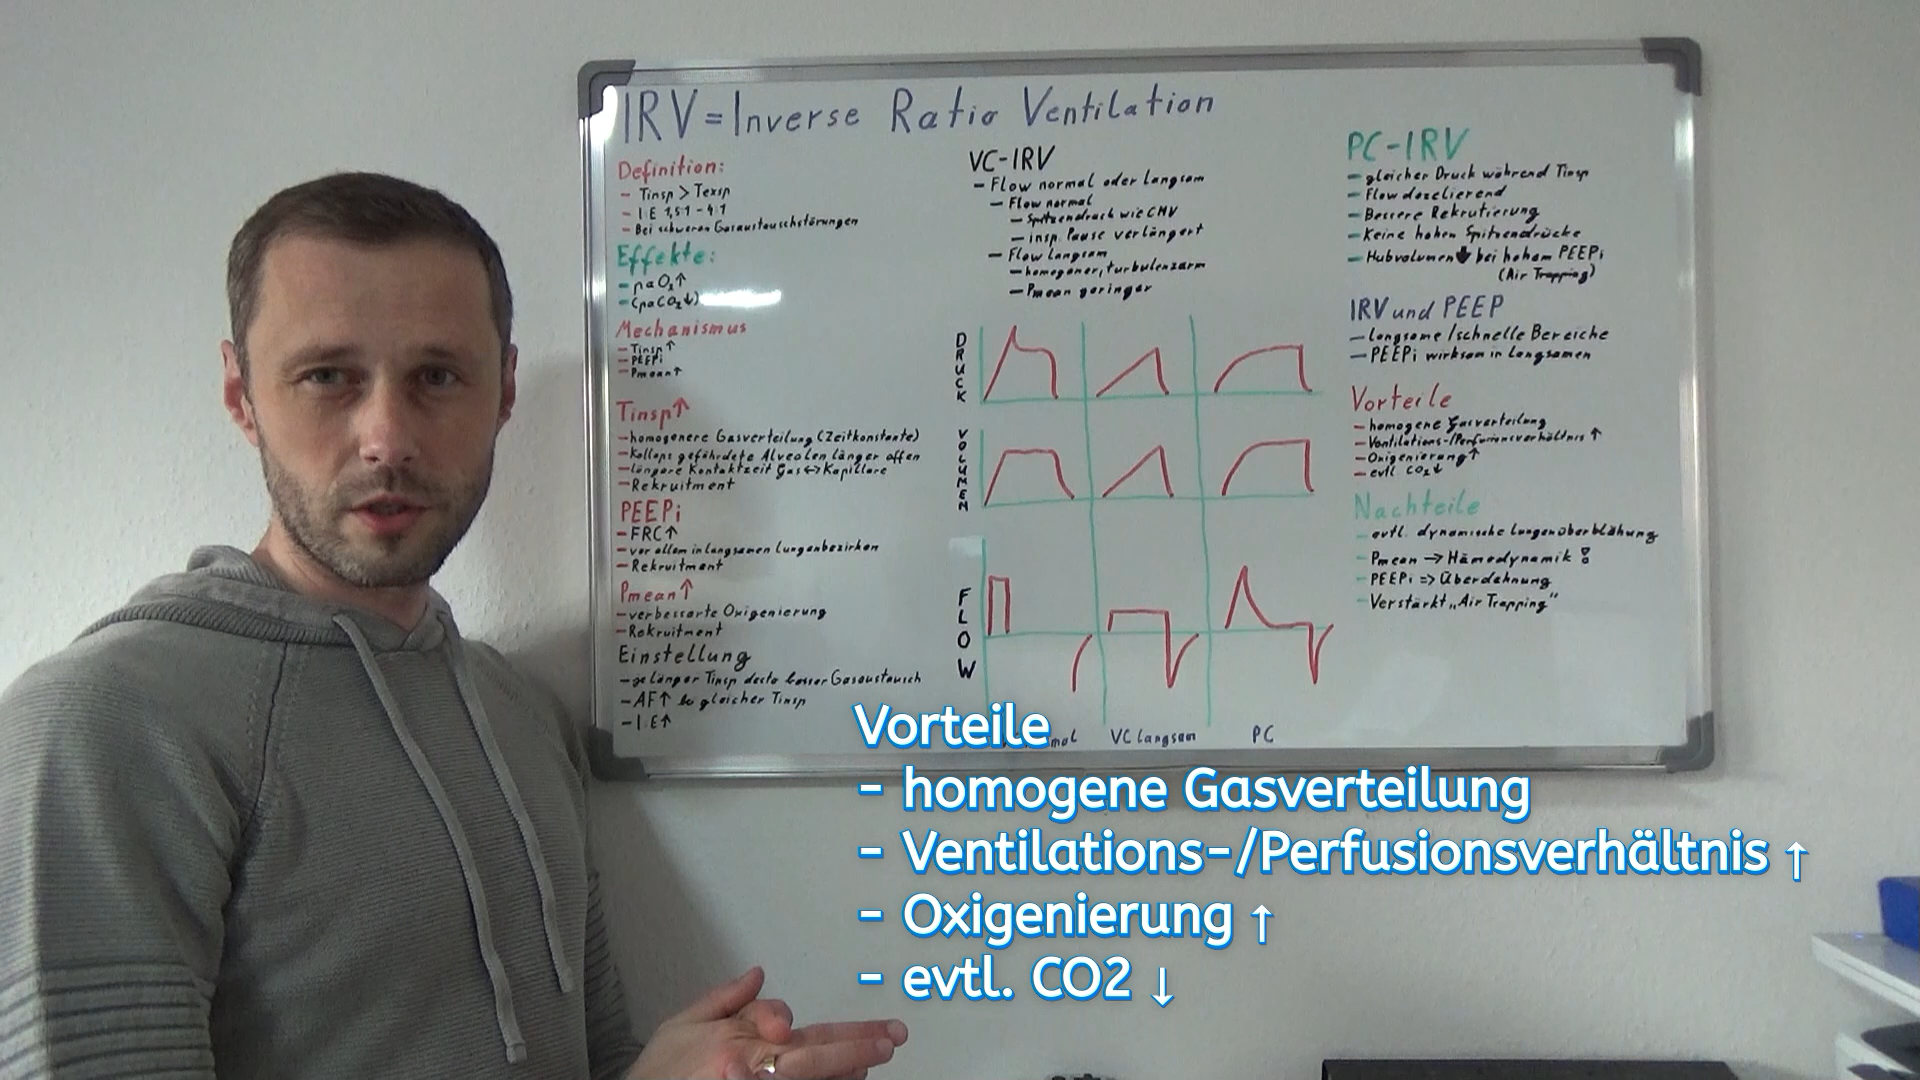 IRV = Inverse Ratio Ventilation
Definition:
- Tinsp > Texsp
- I:E 1,5:1 - 4:1
- Bei schweren Gasaustauschstörungen
Effekte:
- paO₂↑
- (paCO₂↓)
Mechanismus
- Tinsp↑
- PEEPi
- Pmean↑
Tinsp↑
- homogenere Gasverteilung (Zeitkonstante)
- Kollaps gefährdete Alveolen länger offen
- längere Kontaktzeit Gas <-> Kapillare
- Rekruitment
PEEPi
- FRC↑
- vor allem in langsamen Lungenbezirken
- Rekruitment
Pmean↑
- verbesserte Oxigenierung
- Rekruitment
Einstellung
- je länger Tinsp desto besser Gasaustausch
- AF↑ bei gleicher Tinsp
- I:E↑
VC-IRV
- Flow normal oder langsam
- Flow normal
- Spitzendruck wie CMV
- insp. Pause verlängert
- Flow langsam
- homogener, turbulenzarm
- Pmean geringer
DRUCK
VOLUMEN
FLOW
VC langsam
PC
PC-IRV
- gleicher Druck während Tinsp
- Flow dezelierend
- Bessere Rekrutierung
- Keine hohen Spitzendrücke
- Hubvolumen ↓ bei hohem PEEPi
(Air Trapping)
IRV und PEEP
- langsame/schnelle Bereiche
- PEEPi wirksam in langsamen
Vorteile
- homogene Gasverteilung
- Ventilations-/Perfusionsverhältnis ↑
- Oxigenierung↑
- evtl CO₂↓
Nachteile
- evtl. dynamische Lungenüberblähung
- Pmean → Hämodynamik !
- PEEPi => Überdehnung
- Verstärkt „Air Trapping"
Vorteile
- homogene Gasverteilung
- Ventilations-/Perfusionsverhältnis ↑
- Oxigenierung ↑
- evtl. CO2 ↓